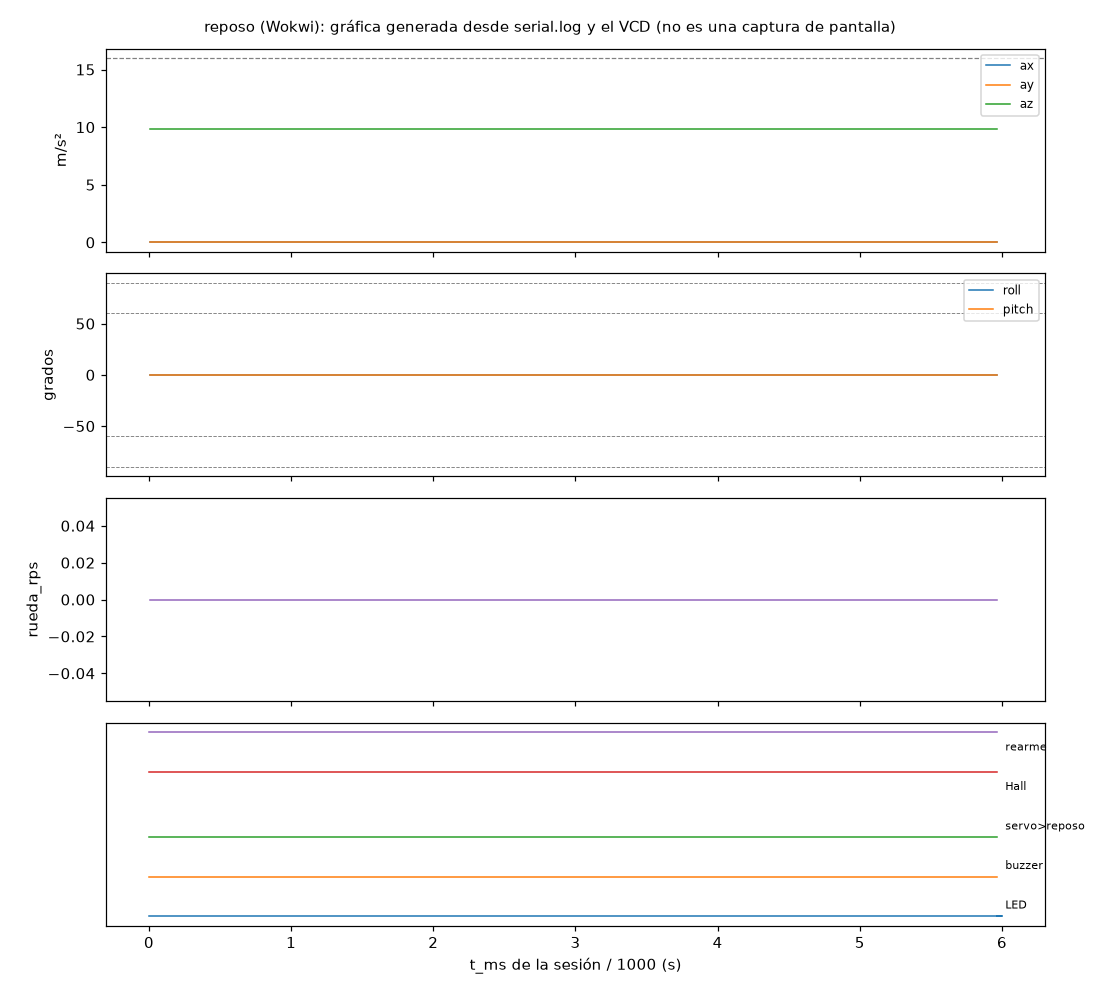 reposo (Wokwi): gráfica generada desde serial.log y el VCD (no es una captura de pantalla)
15
10
5
0
m/s²
ax
ay
az
50
0
−50
grados
roll
pitch
0.04
0.02
0.00
−0.02
−0.04
rueda_rps
rearme
Hall
servo>reposo
buzzer
LED
0 1 2 3 4 5 6
t_ms de la sesión / 1000 (s)